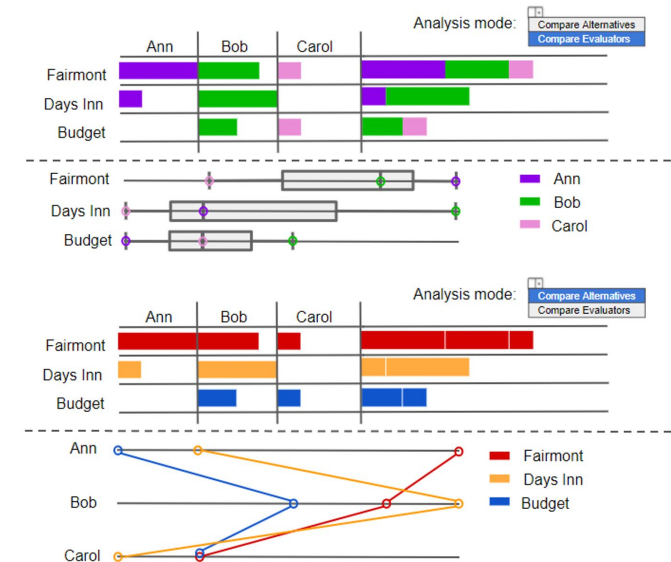 Analysis mode:
Compare Alternatives
Compare Evaluators
Ann Bob Carol
Fairmont
Days Inn
Budget
Fairmont
Days Inn
Budget
Ann
Bob
Carol
Analysis mode:
Compare Alternatives
Compare Evaluators
Ann Bob Carol
Fairmont
Days Inn
Budget
Ann
Bob
Carol
Fairmont
Days Inn
Budget